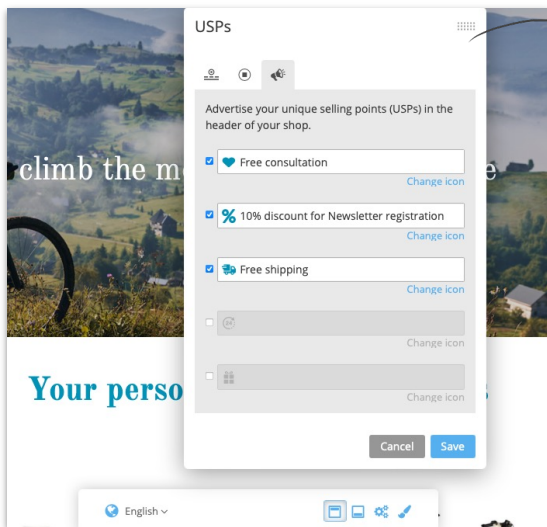 USPs
Advertise your unique selling points (USPs) in the
header of your shop.
Free consultation
Change icon
10% discount for Newsletter registration
Change icon
Free shipping
Change icon
Change icon
Change icon
Cancel
Save
climb the m
e
Your perso
s
English